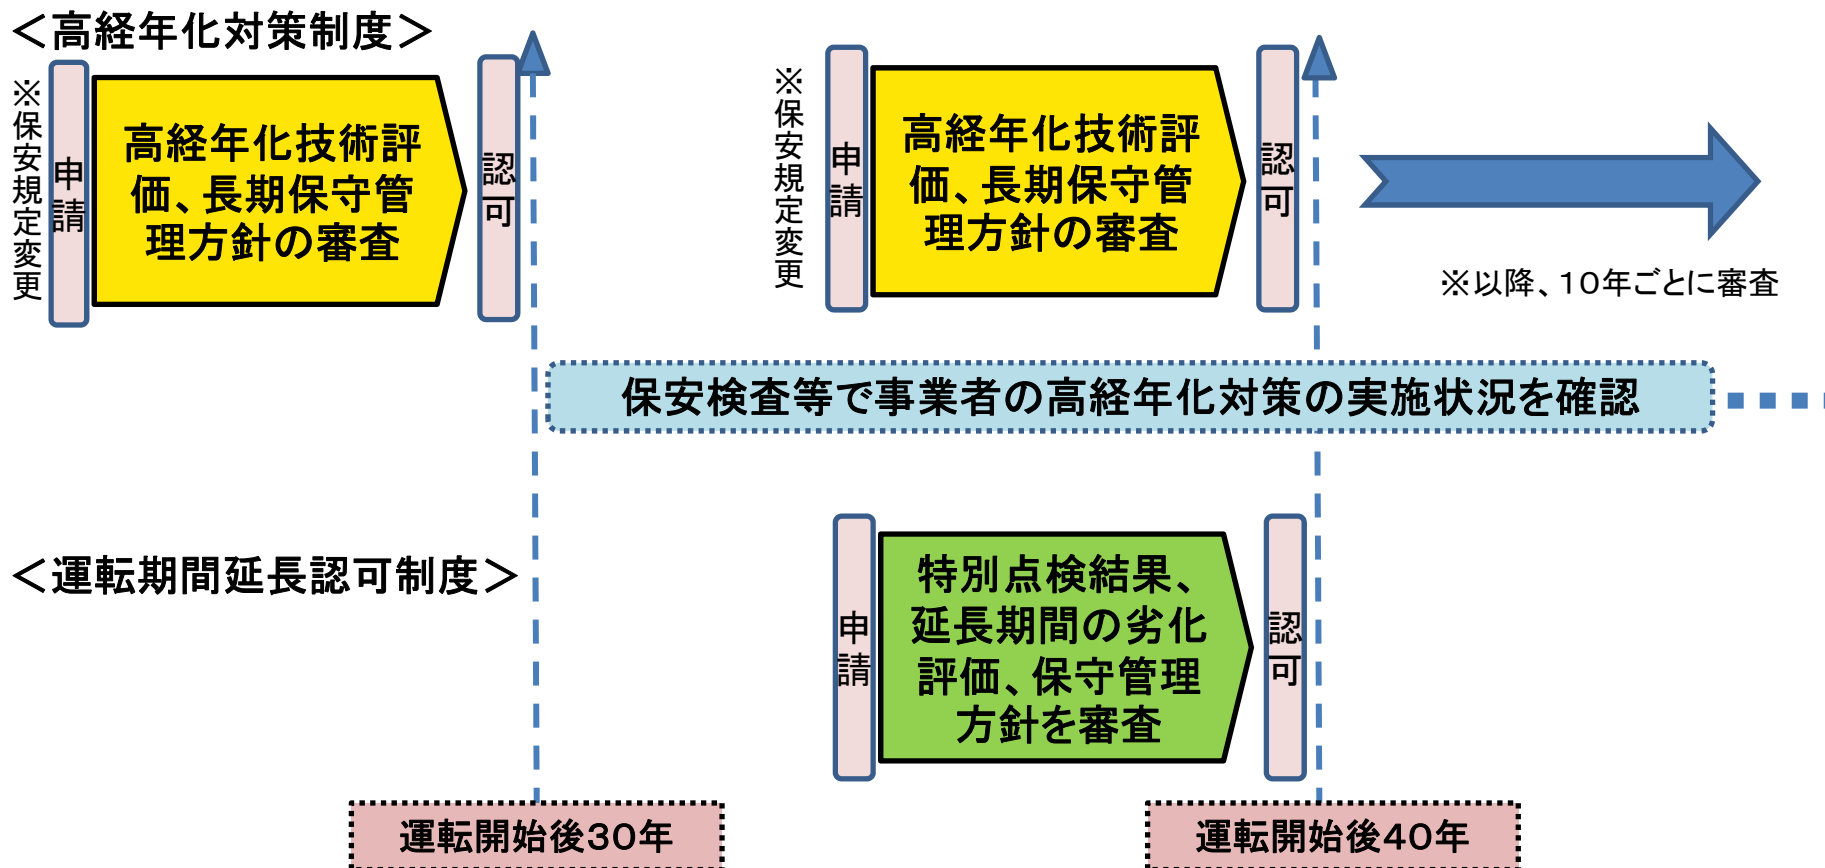 ＜高経年化対策制度＞
※保安規定変更
申請
高経年化技術評
価、長期保守管
理方針の審査
認可
※保安規定変更
申請
高経年化技術評
価、長期保守管
理方針の審査
認可
※以降、１０年ごとに審査
保安検査等で事業者の高経年化対策の実施状況を確認
＜運転期間延長認可制度＞
申請
特別点検結果、
延長期間の劣化
評価、保守管理
方針を審査
認可
運転開始後３０年
運転開始後４０年